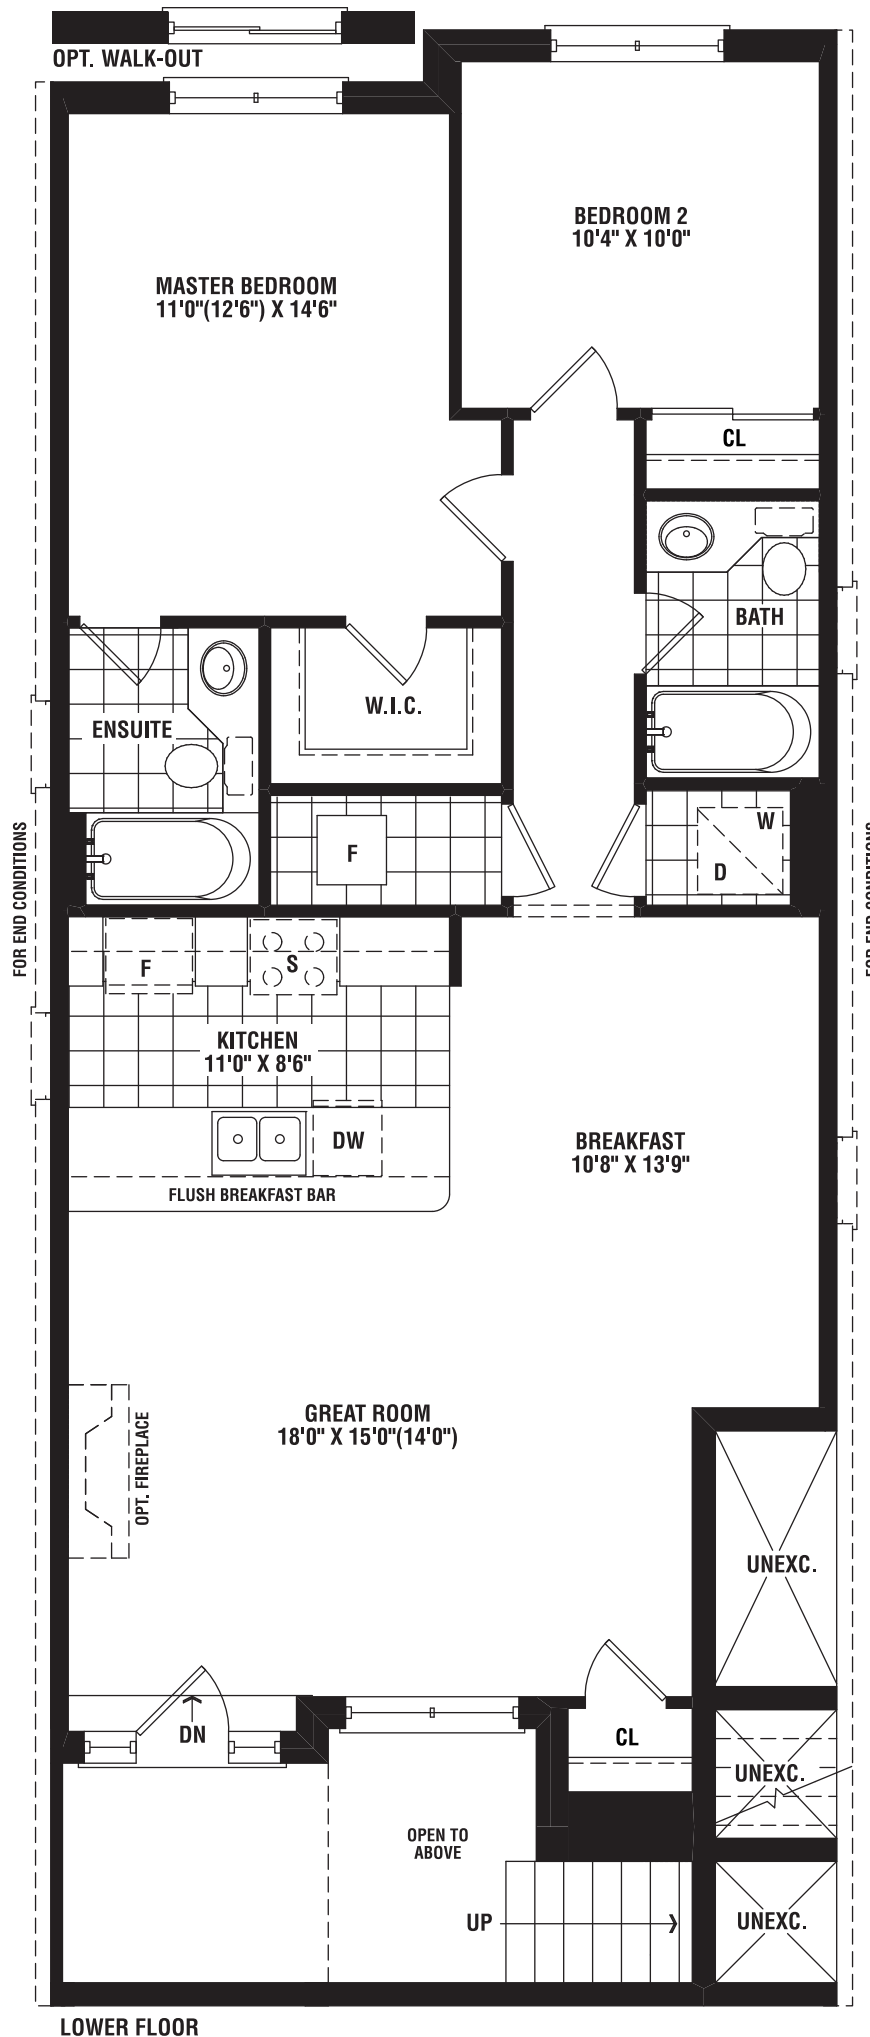 OPT. WALK-OUT
BEDROOM 2
10'4" X 10'0"
MASTER BEDROOM
11'0"(12'6") X 14'6"
CL
BATH
W.I.C.
ENSUITE
F
W
D
FOR END CONDITIONS
FOR END CONDITIONS
F
S
KITCHEN
11'0" X 8'6"
DW
BREAKFAST
10'8" X 13'9"
FLUSH BREAKFAST BAR
GREAT ROOM
18'0" X 15'0"(14'0")
OPT. FIREPLACE
UNEXC.
DN
CL
UNEXC.
OPEN TO
ABOVE
UP
UNEXC.
LOWER FLOOR